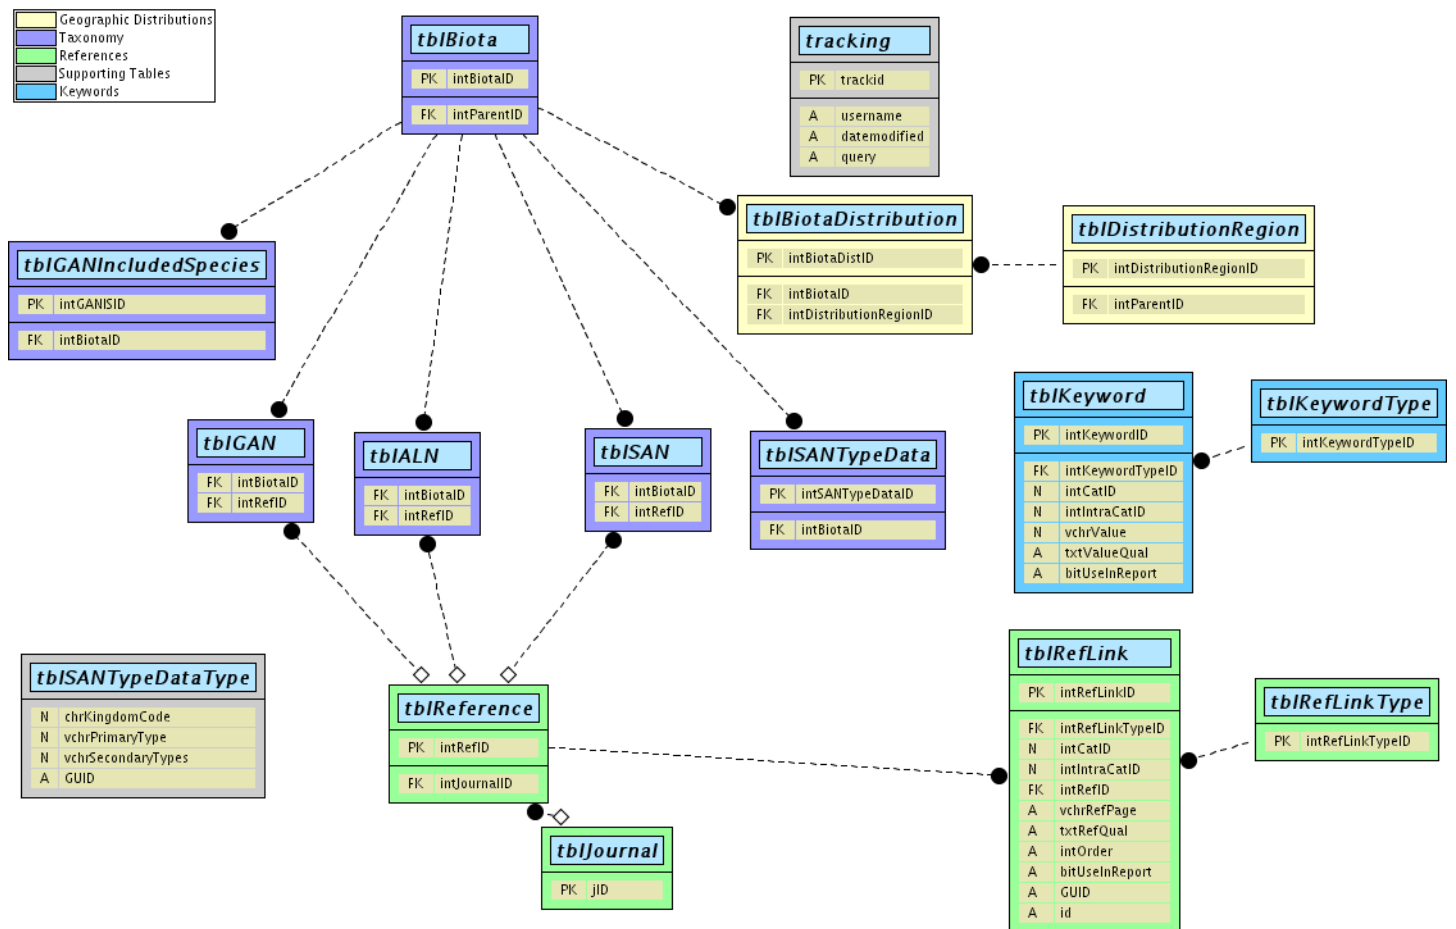 Geographic Distributions
Taxonomy
References
Supporting Tables
Keywords
tblBiota
PK intBiotaID
FK intParentID
tracking
PK trackid
A username
A datemodified
A query
tblBiotaDistribution
PK intBiotaDistID
FK intBiotaID
FK intDistributionRegionID
tblDistributionRegion
PK intDistributionRegionID
FK intParentID
tblGANIncludedSpecies
PK intGANISID
FK intBiotaID
tblGAN
FK intBiotaID
FK intRefID
tblALN
FK intBiotaID
FK intRefID
tblSAN
FK intBiotaID
FK intRefID
tblSANTypeData
PK intSANTypeDataID
FK intBiotaID
tblKeyword
PK intKeywordID
FK intKeywordTypeID
N intCatID
N intIntraCatID
N vchrValue
A txtValueQual
A bitUseInReport
tblKeywordType
PK intKeywordTypeID
tblSANTypeDataType
N chrKingdomCode
N vchrPrimaryType
N vchrSecondaryTypes
A GUID
tblReference
PK intRefID
FK intJournalID
tblJournal
PK jID
tblRefLink
PK intRefLinkID
FK intRefLinkTypeID
N intCatID
N intIntraCatID
FK intRefID
A vchrRefPage
A txtRefQual
A intOrder
A bitUseInReport
A GUID
A id
tblRefLinkType
PK intRefLinkTypeID